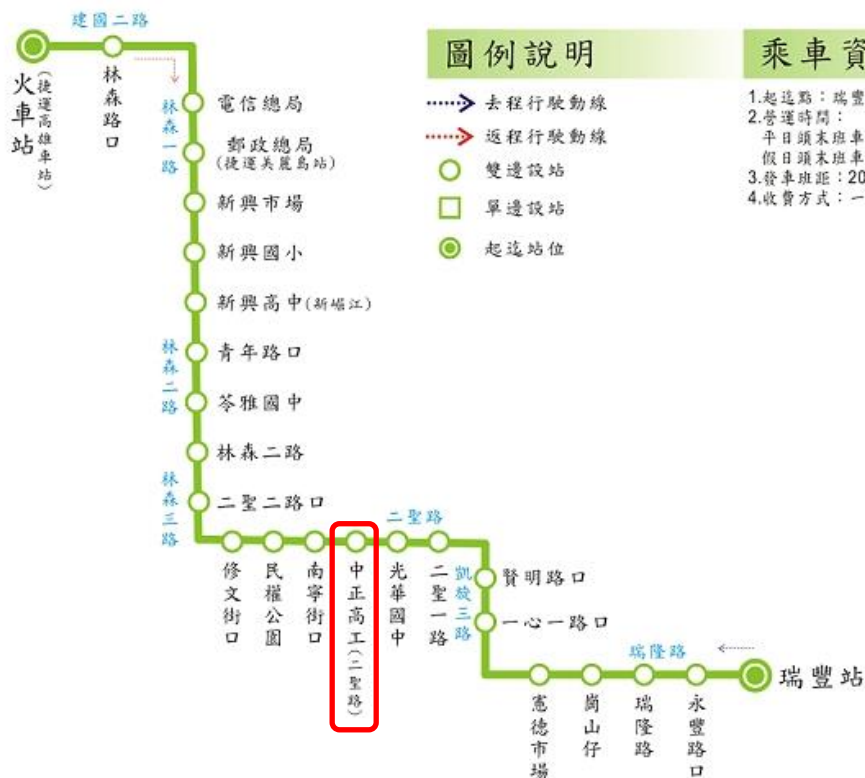 建國二路
火車站
(捷運高雄車站)
林森路口
林森一路
電信總局
郵政總局
(捷運美麗島站)
新興市場
新興國小
新興高中(新崛江)
林森二路
青年路口
苓雅國中
林森二路
林森三路
二聖二路口
二聖路
修文街口
民權公園
南寧街口
中正高工(二聖路)
光華國中
二聖一路
凱旋三路
賢明路口
一心一路口
瑞隆路
瑞豐站
憲德市場
崗山仔
瑞隆路
永豐路口
圖例說明
去程行駛動線
返程行駛動線
雙邊設站
單邊設站
起迄站位
乘車資
1.起迄點：瑞豐
2.營運時間：
平日頭末班車
假日頭末班車
3.發車班距：20
4.收費方式：一